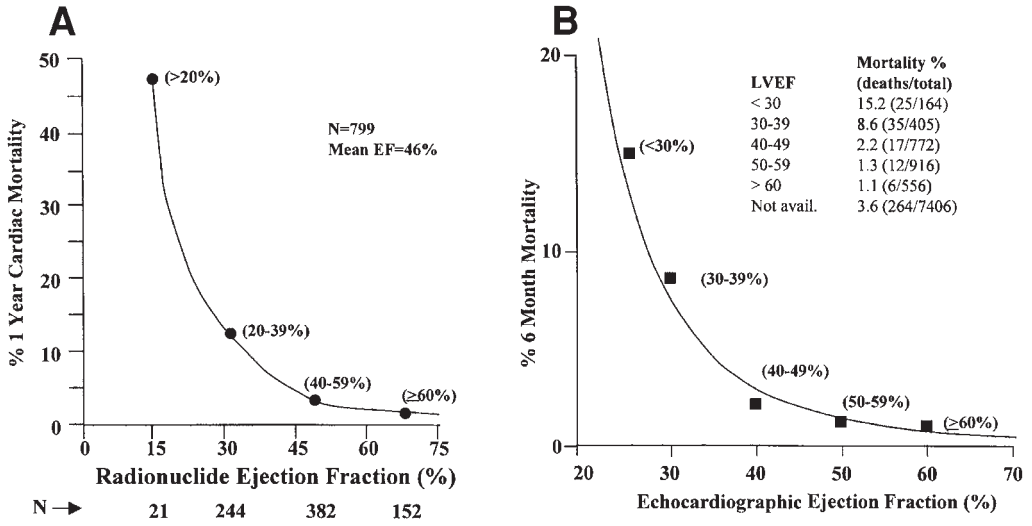 A
50
40
30
20
10
0
% 1 Year Cardiac Mortality
(>20%)
N=799
Mean EF=46%
(20-39%)
(40-59%)
(≥60%)
0 15 30 45 60 75
Radionuclide Ejection Fraction (%)
N → 21 244 382 152
B
20
10
0
% 6 Month Mortality
Mortality %
LVEF (deaths/total)
< 30 15.2 (25/164)
30-39 8.6 (35/405)
40-49 2.2 (17/772)
50-59 1.3 (12/916)
> 60 1.1 (6/556)
Not avail. 3.6 (264/7406)
(<30%)
(30-39%)
(40-49%)
(50-59%)
(≥60%)
20 30 40 50 60 70
Echocardiographic Ejection Fraction (%)